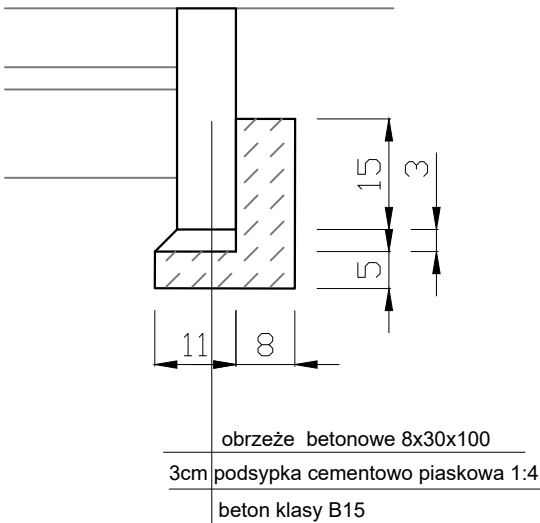 15
3
5
11
8
obrzeże betonowe 8x30x100
3cm podsypka cementowo piaskowa 1:4
beton klasy B15